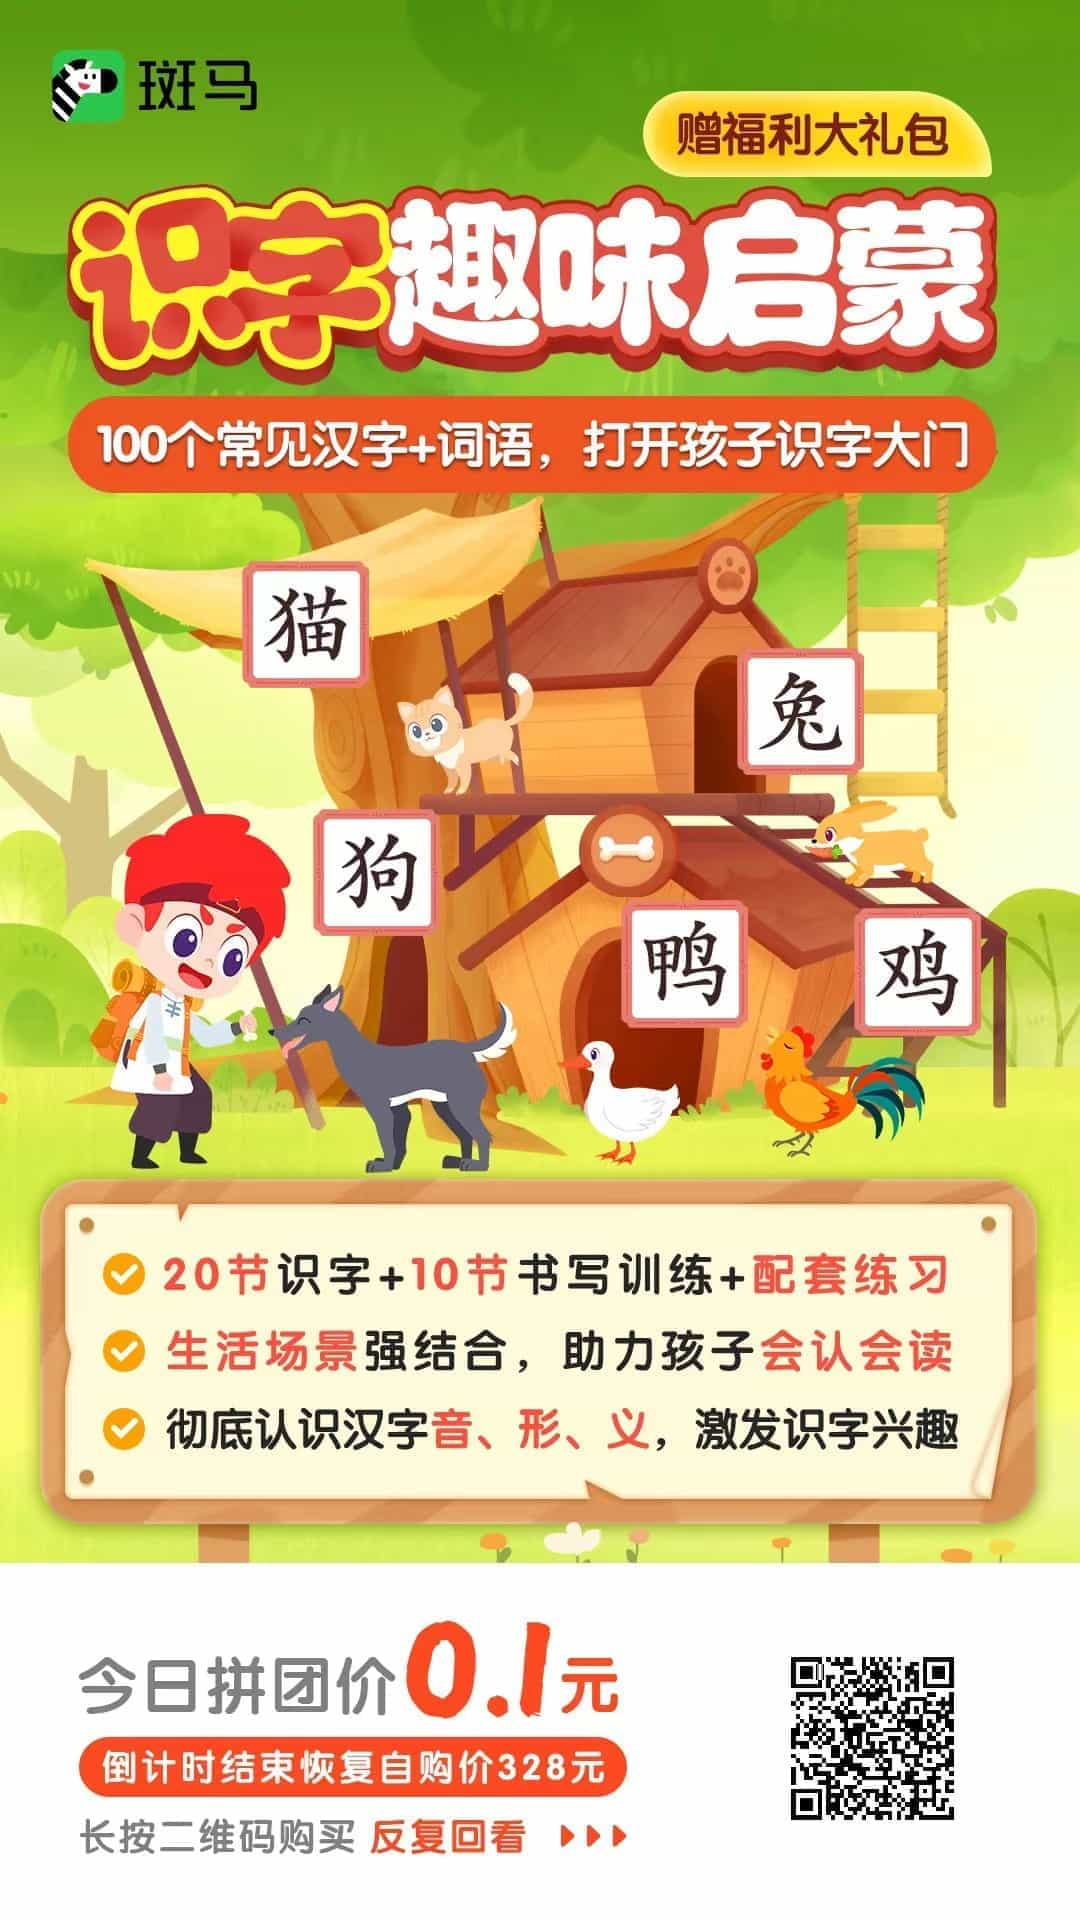 斑马
赠福利大礼包
识字趣味启蒙
100个常见汉字+词语，打开孩子识字大门
猫
兔
狗
鸭
鸡
20节识字+10节书写训练+配套练习
生活场景强结合，助力孩子会认会读
彻底认识汉字音、形、义，激发识字兴趣
今日拼团价0.1元
倒计时结束恢复自购价328元
长按二维码购买 反复回看